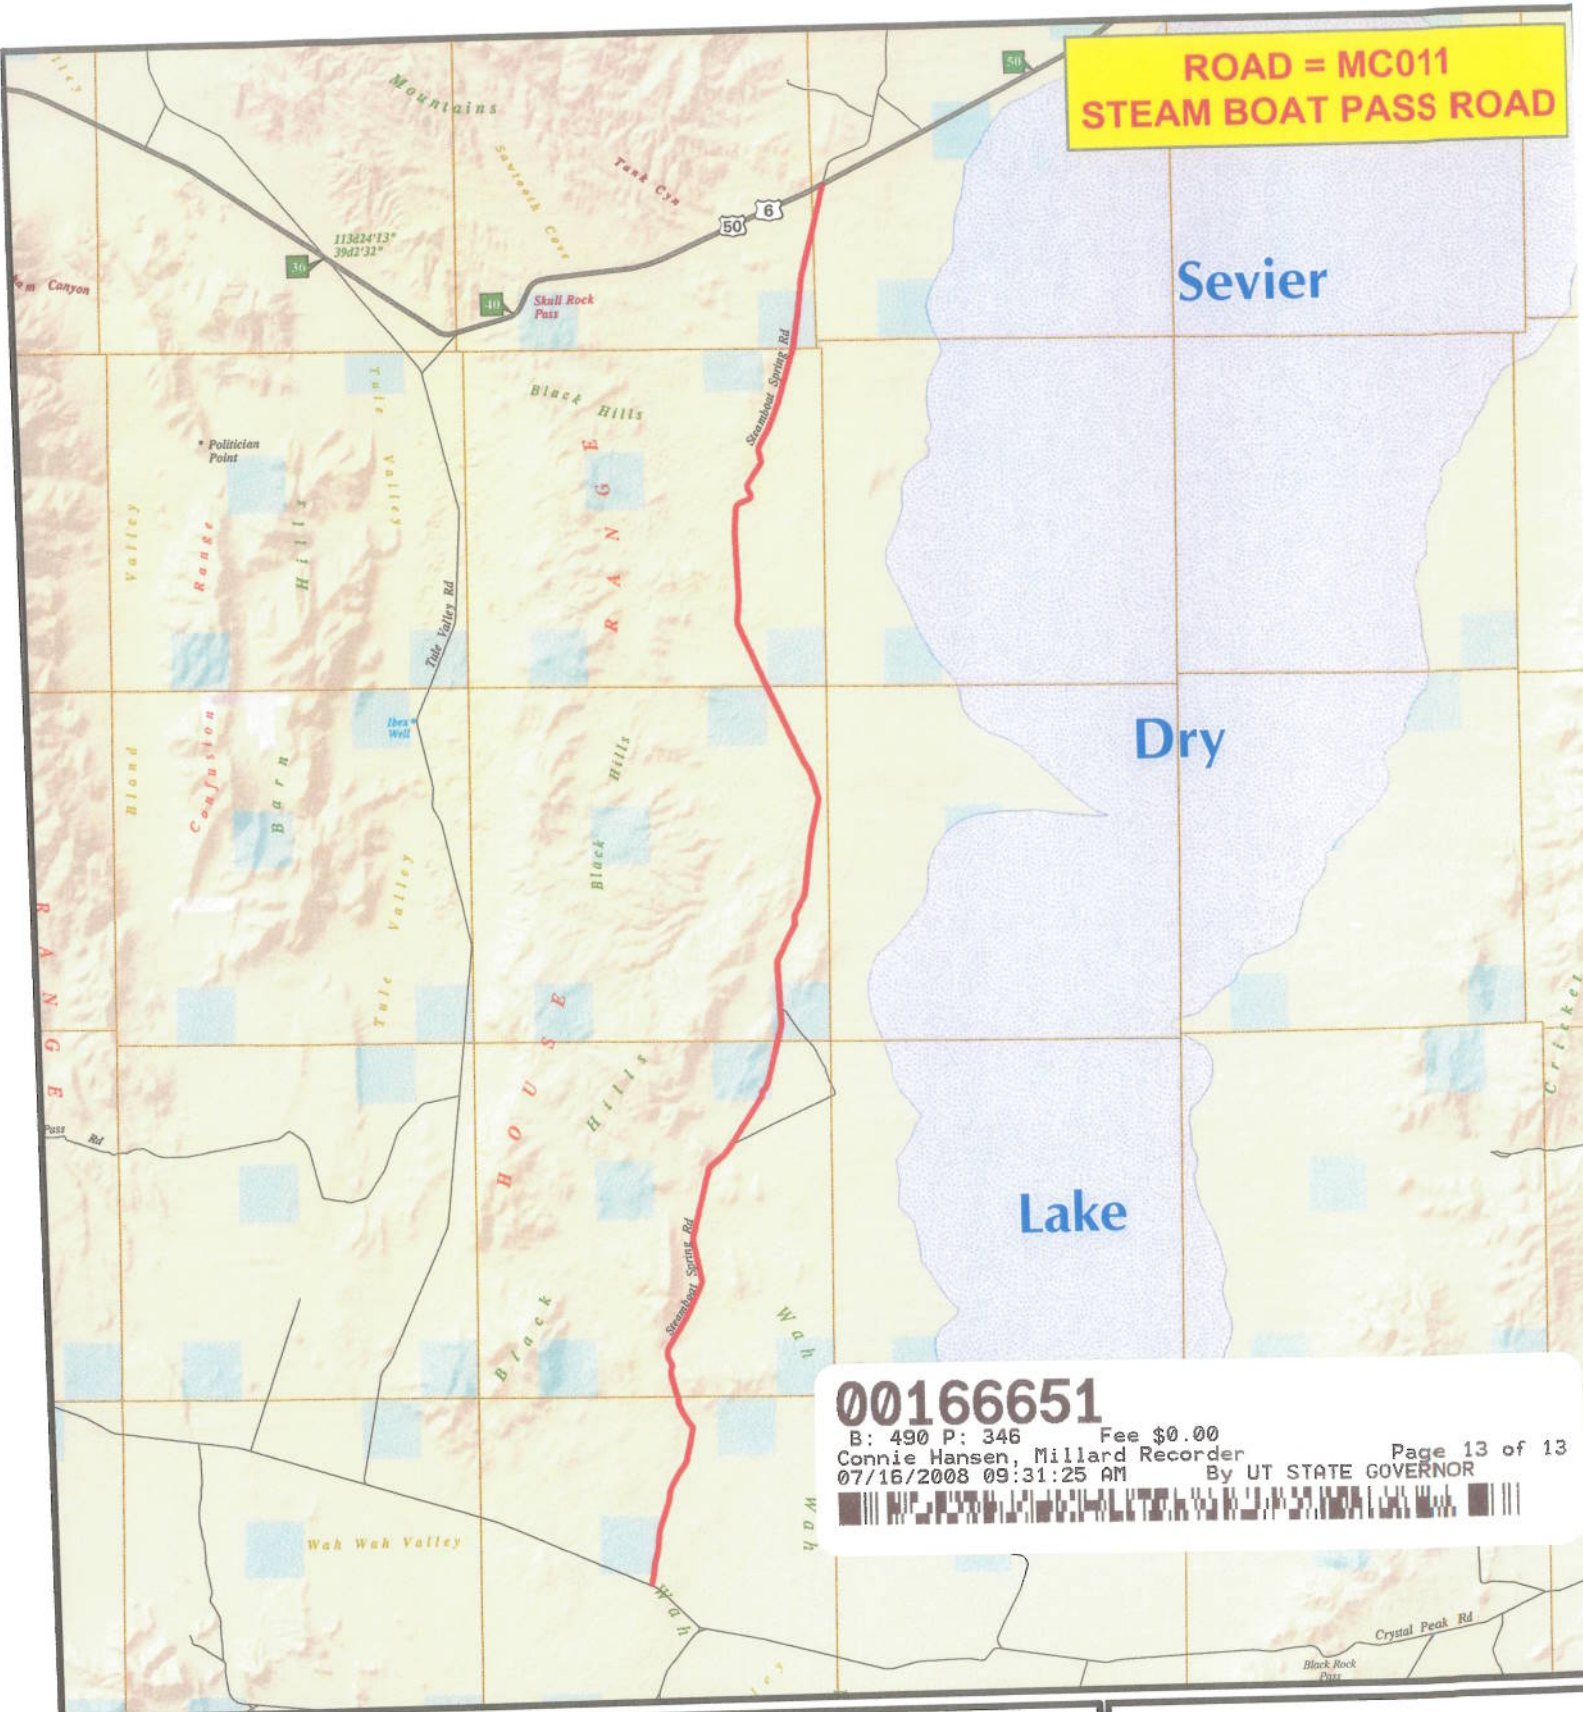 ROAD = MC011
STEAM BOAT PASS ROAD
50
Mountains
Sawtooth Cove
Tank Cyn
50
6
113d24'13"
39d2'32"
36
40
Skull Rock
Pass
Canyon
Sevier
Steamboat Spring Rd
Black Hills
Tule Valley
Politician
Point
Valley
Range
Hills
RANGE
Tule Valley Rd
Ibex
Well
Dry
Confusion
Barn
Bland
Hills
Black
Tule Valley
RANGE
HOUSE
Hills
Cricket
Pass Rd
Lake
Steamboat Spring Rd
Black
Wah
00166651
B: 490 P: 346 Fee $0.00
Connie Hansen, Millard Recorder Page 13 of 13
07/16/2008 09:31:25 AM By UT STATE GOVERNOR
Wah
Wah Wah Valley
Wah
Crystal Peak Rd
Black Rock
Pass